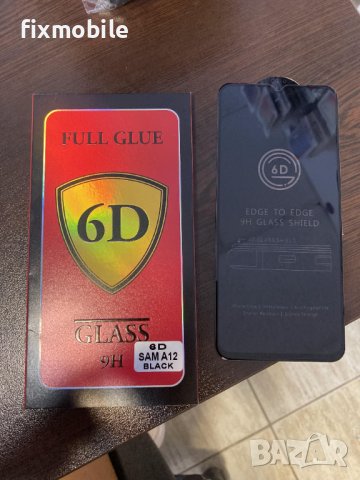 fixmobile
FULL GLUE
6D
GLASS
9H
6D
SAM A12
BLACK
6D
EDGE TO EDGE
9H GLASS SHIELD
BAZAR